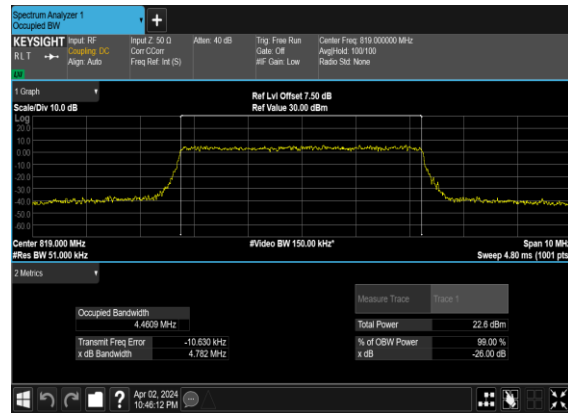 Spectrum Analyzer 1
Occupied BW
+
KEYSIGHT Input: RF Input Z: 50 Ω Atten: 40 dB Trig: Free Run Center Freq: 819.000000 MHz
RLT Coupling: DC Corr CCorr Gate: Off Avg|Hold: 100/100
Align: Auto Freq Ref: Int (S) #IF Gain: Low Radio Std: None
1 Graph
Ref Lvl Offset 7.50 dB
Scale/Div 10.0 dB Ref Value 30.00 dBm
Log
20.0
10.0
0.00
-10.0
-20.0
-30.0
-40.0
-50.0
-60.0
Center 819.000 MHz #Video BW 150.00 kHz* Span 10 MHz
#Res BW 51.000 kHz Sweep 4.80 ms (1001 pts)
2 Metrics
Measure Trace Trace 1
Occupied Bandwidth
4.4609 MHz Total Power 22.6 dBm
Transmit Freq Error -10.630 kHz % of OBW Power 99.00 %
x dB Bandwidth 4.782 MHz x dB -26.00 dB
? Apr 02, 2024
10:46:12 PM